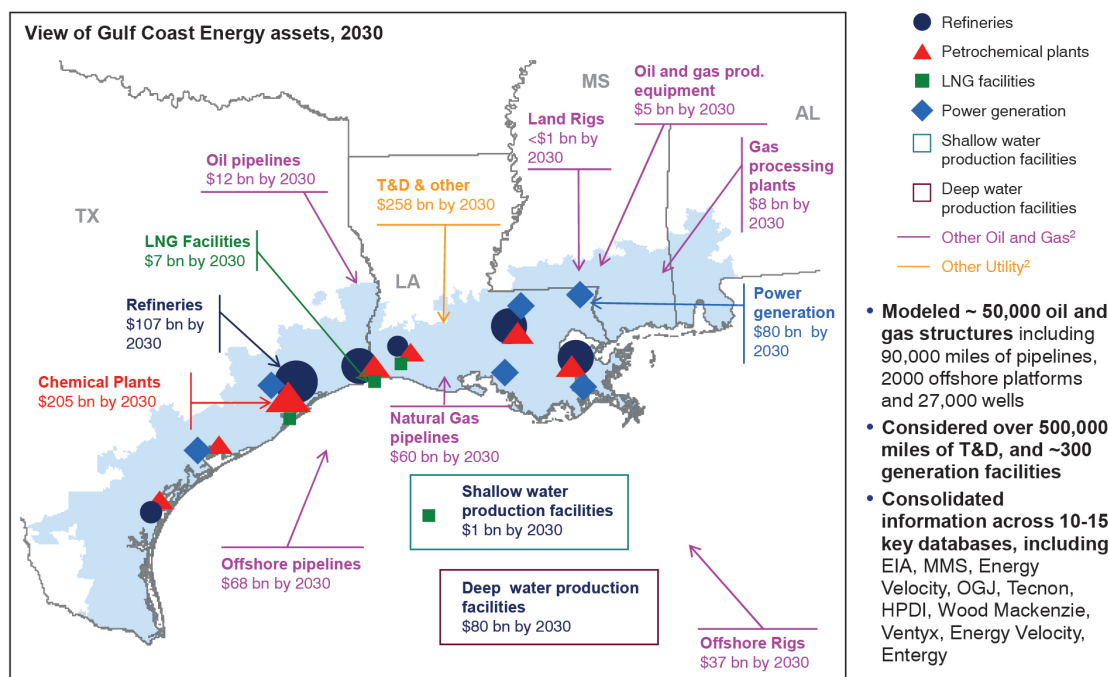 View of Gulf Coast Energy assets, 2030
TX
LA
MS
AL
Oil pipelines
$12 bn by 2030
T&D & other
$258 bn by 2030
Land Rigs
<$1 bn by
2030
Oil and gas prod.
equipment
$5 bn by 2030
Gas
processing
plants
$8 bn by
2030
LNG Facilities
$7 bn by 2030
Refineries
$107 bn by
2030
Chemical Plants
$205 bn by 2030
Power
generation
$80 bn by
2030
Natural Gas
pipelines
$60 bn by 2030
Shallow water
production facilities
$1 bn by 2030
Offshore pipelines
$68 bn by 2030
Deep water production
facilities
$80 bn by 2030
Offshore Rigs
$37 bn by 2030
Refineries
Petrochemical plants
LNG facilities
Power generation
Shallow water
production facilities
Deep water
production facilities
Other Oil and Gas²
Other Utility²
• Modeled ~ 50,000 oil and
gas structures including
90,000 miles of pipelines,
2000 offshore platforms
and 27,000 wells
• Considered over 500,000
miles of T&D, and ~300
generation facilities
• Consolidated
information across 10-15
key databases, including
EIA, MMS, Energy
Velocity, OGJ, Tecnon,
HPDI, Wood Mackenzie,
Ventyx, Energy Velocity,
Entergy